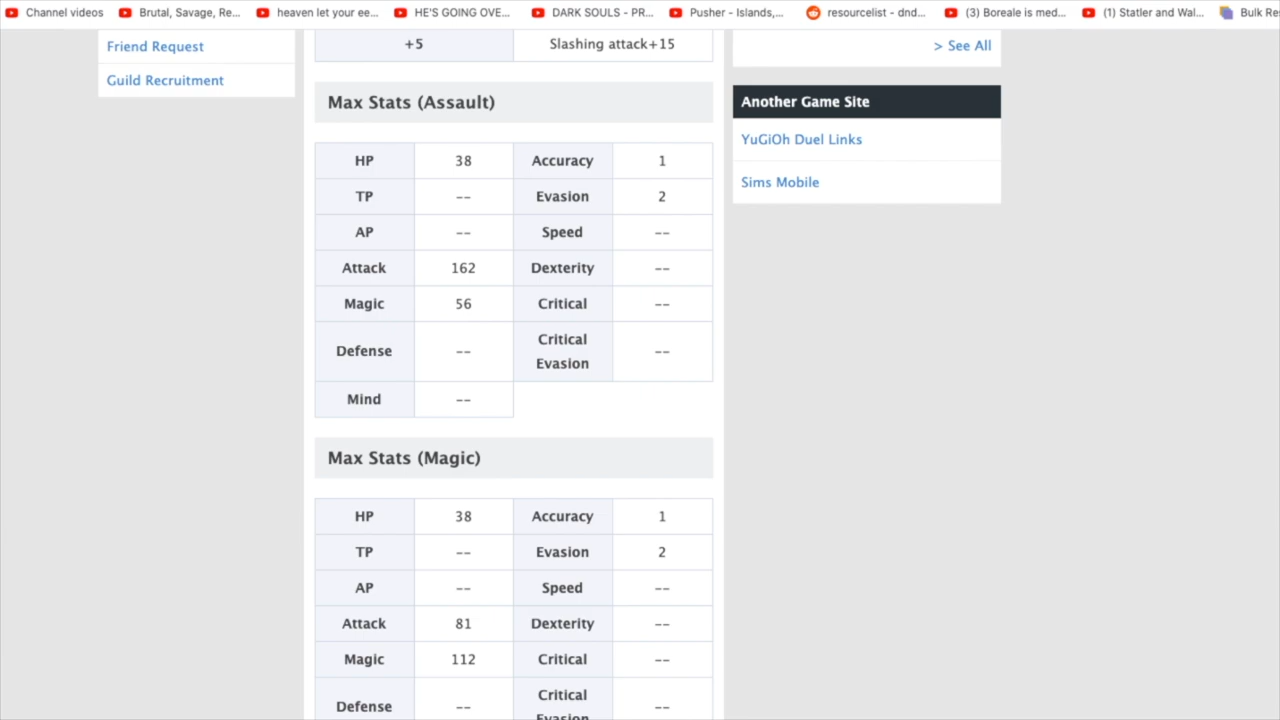 Channel videos
Brutal, Savage, Re...
heaven let your ee...
HE'S GOING OVE...
DARK SOULS - PR...
Pusher - Islands,...
resourcelist - dnd...
(3) Boreale is med...
(1) Statler and Wal...
Bulk Re
Friend Request
Guild Recruitment
+5 Slashing attack+15
Max Stats (Assault)
HP 38 Accuracy 1
TP -- Evasion 2
AP -- Speed --
Attack 162 Dexterity --
Magic 56 Critical --
Defense -- Critical Evasion --
Mind --
Max Stats (Magic)
HP 38 Accuracy 1
TP -- Evasion 2
AP -- Speed --
Attack 81 Dexterity --
Magic 112 Critical --
Defense -- Critical Evasion --
> See All
Another Game Site
YuGiOh Duel Links
Sims Mobile